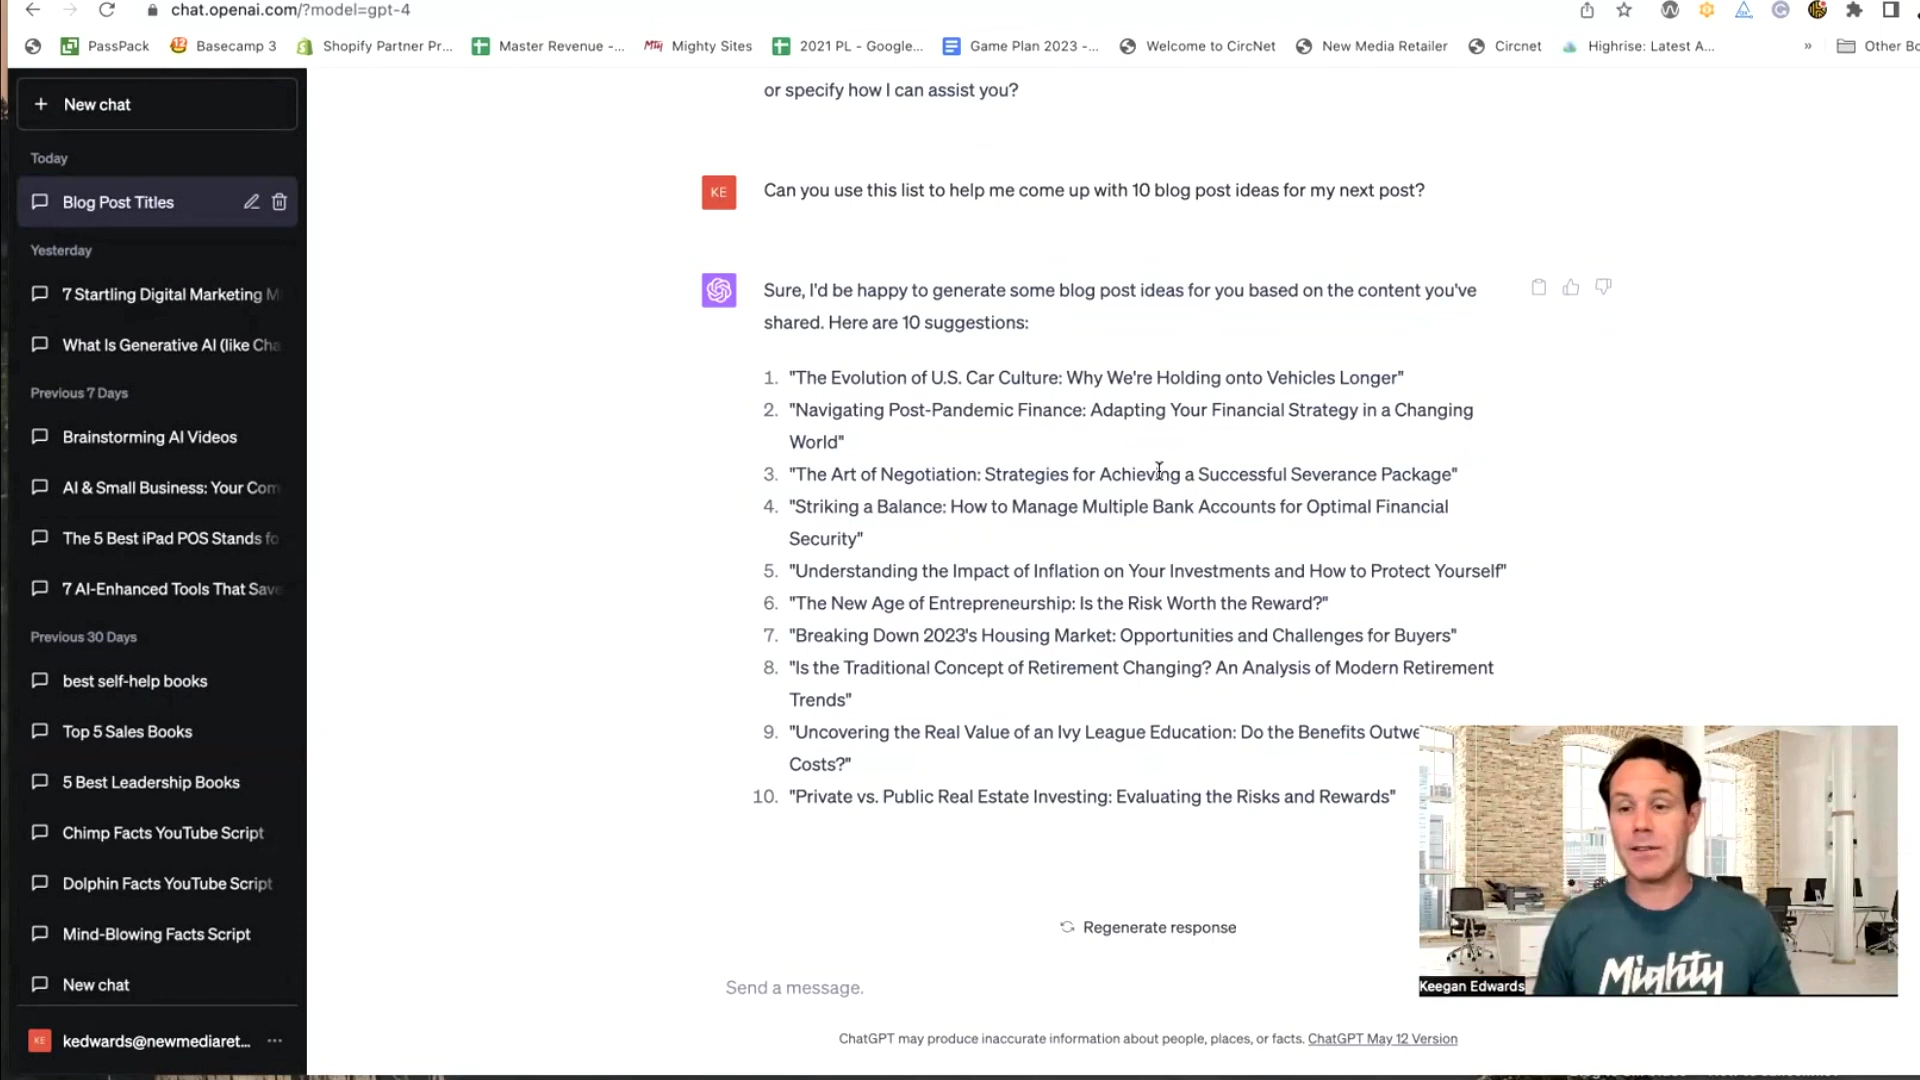 chat.openai.com/?model=gpt-4
PassPack
Basecamp 3
Shopify Partner Pr...
Master Revenue -...
Mighty Sites
2021 PL - Google...
Game Plan 2023 -...
Welcome to CircNet
New Media Retailer
Circnet
Highrise: Latest A...
»
Other Bo
+ New chat
Today
Blog Post Titles
Yesterday
7 Startling Digital Marketing M
What Is Generative AI (like Cha
Previous 7 Days
Brainstorming AI Videos
AI & Small Business: Your Com
The 5 Best iPad POS Stands fo
7 AI-Enhanced Tools That Save
Previous 30 Days
best self-help books
Top 5 Sales Books
5 Best Leadership Books
Chimp Facts YouTube Script
Dolphin Facts YouTube Script
Mind-Blowing Facts Script
New chat
KE
kedwards@newmediaret...
or specify how I can assist you?
KE
Can you use this list to help me come up with 10 blog post ideas for my next post?
Sure, I'd be happy to generate some blog post ideas for you based on the content you've
shared. Here are 10 suggestions:
1. "The Evolution of U.S. Car Culture: Why We're Holding onto Vehicles Longer"
2. "Navigating Post-Pandemic Finance: Adapting Your Financial Strategy in a Changing
World"
3. "The Art of Negotiation: Strategies for Achieving a Successful Severance Package"
4. "Striking a Balance: How to Manage Multiple Bank Accounts for Optimal Financial
Security"
5. "Understanding the Impact of Inflation on Your Investments and How to Protect Yourself"
6. "The New Age of Entrepreneurship: Is the Risk Worth the Reward?"
7. "Breaking Down 2023's Housing Market: Opportunities and Challenges for Buyers"
8. "Is the Traditional Concept of Retirement Changing? An Analysis of Modern Retirement
Trends"
9. "Uncovering the Real Value of an Ivy League Education: Do the Benefits Outwe
Costs?"
10. "Private vs. Public Real Estate Investing: Evaluating the Risks and Rewards"
Regenerate response
Send a message.
ChatGPT may produce inaccurate information about people, places, or facts. ChatGPT May 12 Version
Mighty
Keegan Edwards